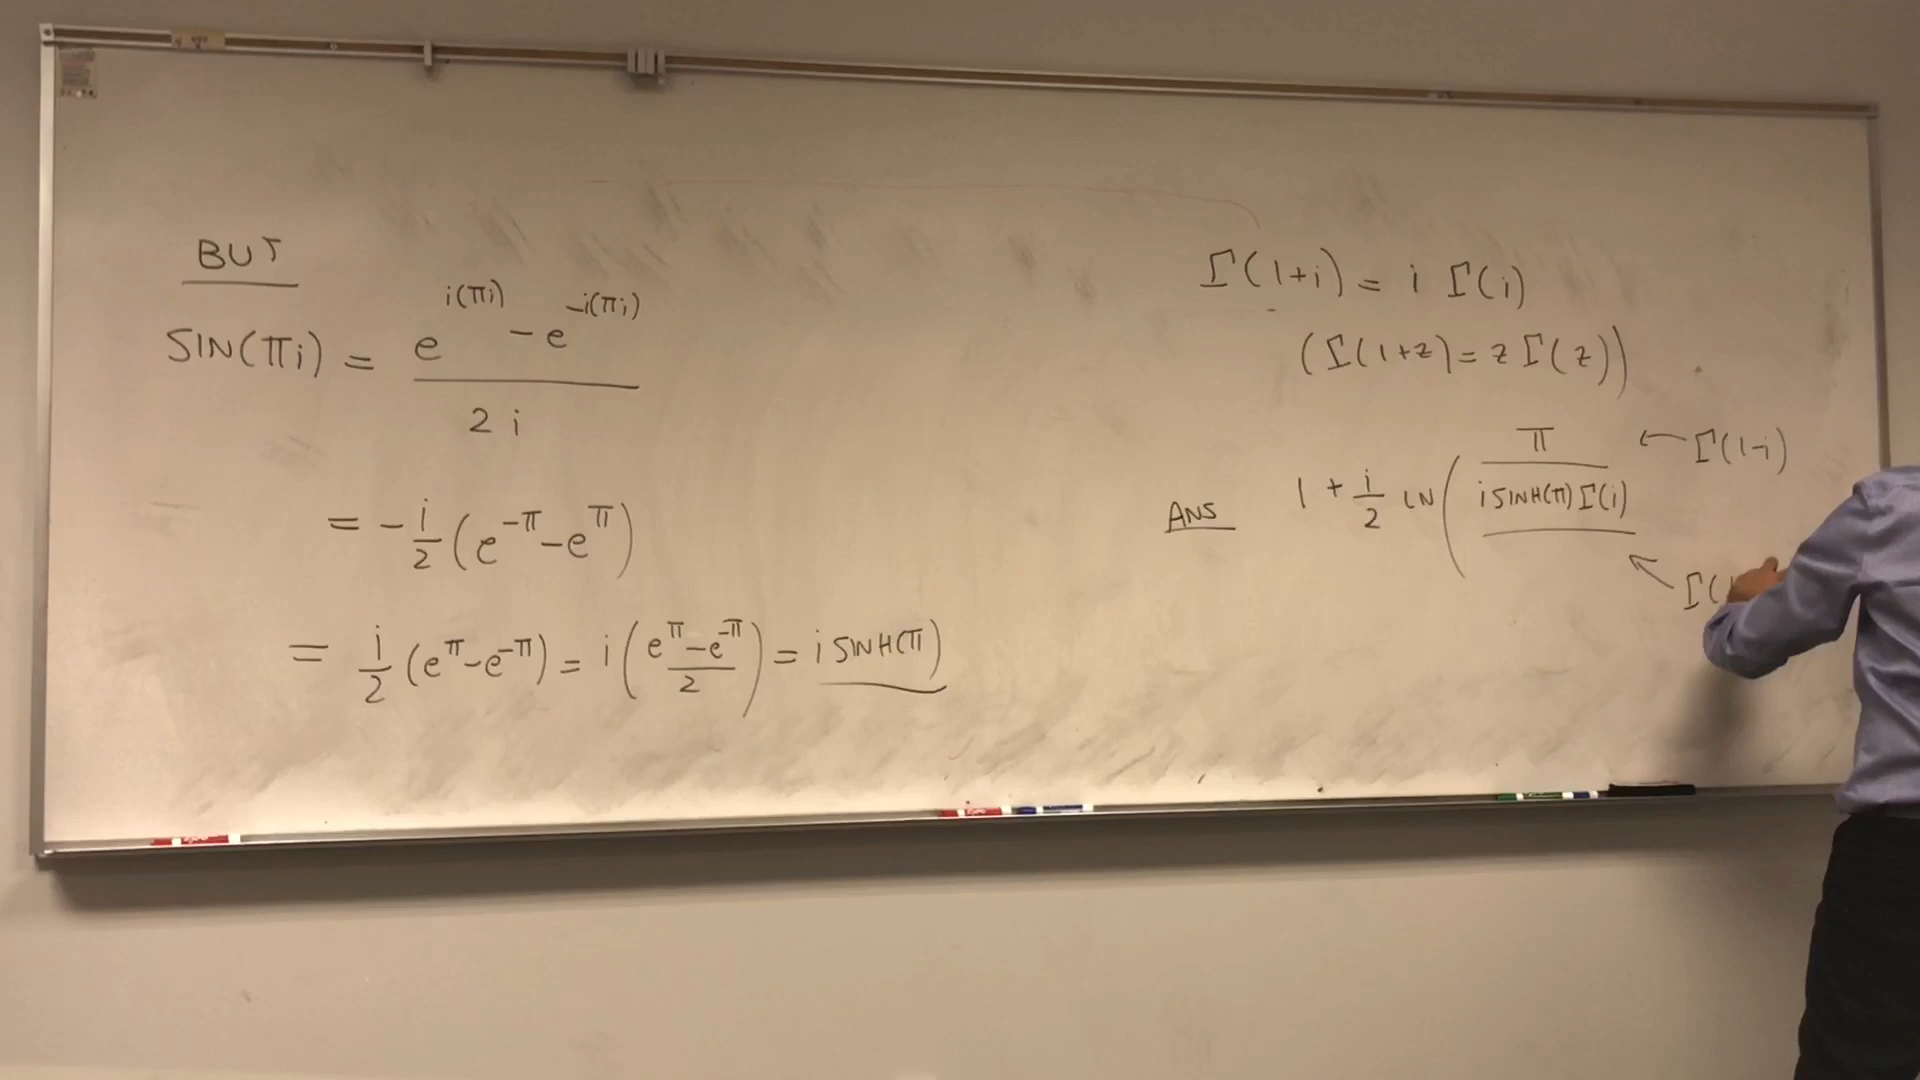 BUT
SIN(πi) = (e^{i(πi)} - e^{-i(πi)}) / 2i
= -i/2 (e^{-π} - e^{π})
= i/2 (e^{π} - e^{-π}) = i ((e^{π} - e^{-π}) / 2) = i SINH(π)
Γ(1+i) = i Γ(i)
(Γ(1+z) = z Γ(z))
ANS 1 + i/2 LN( π / i SINH(π) Γ(i) ← Γ(1-i)
Γ(